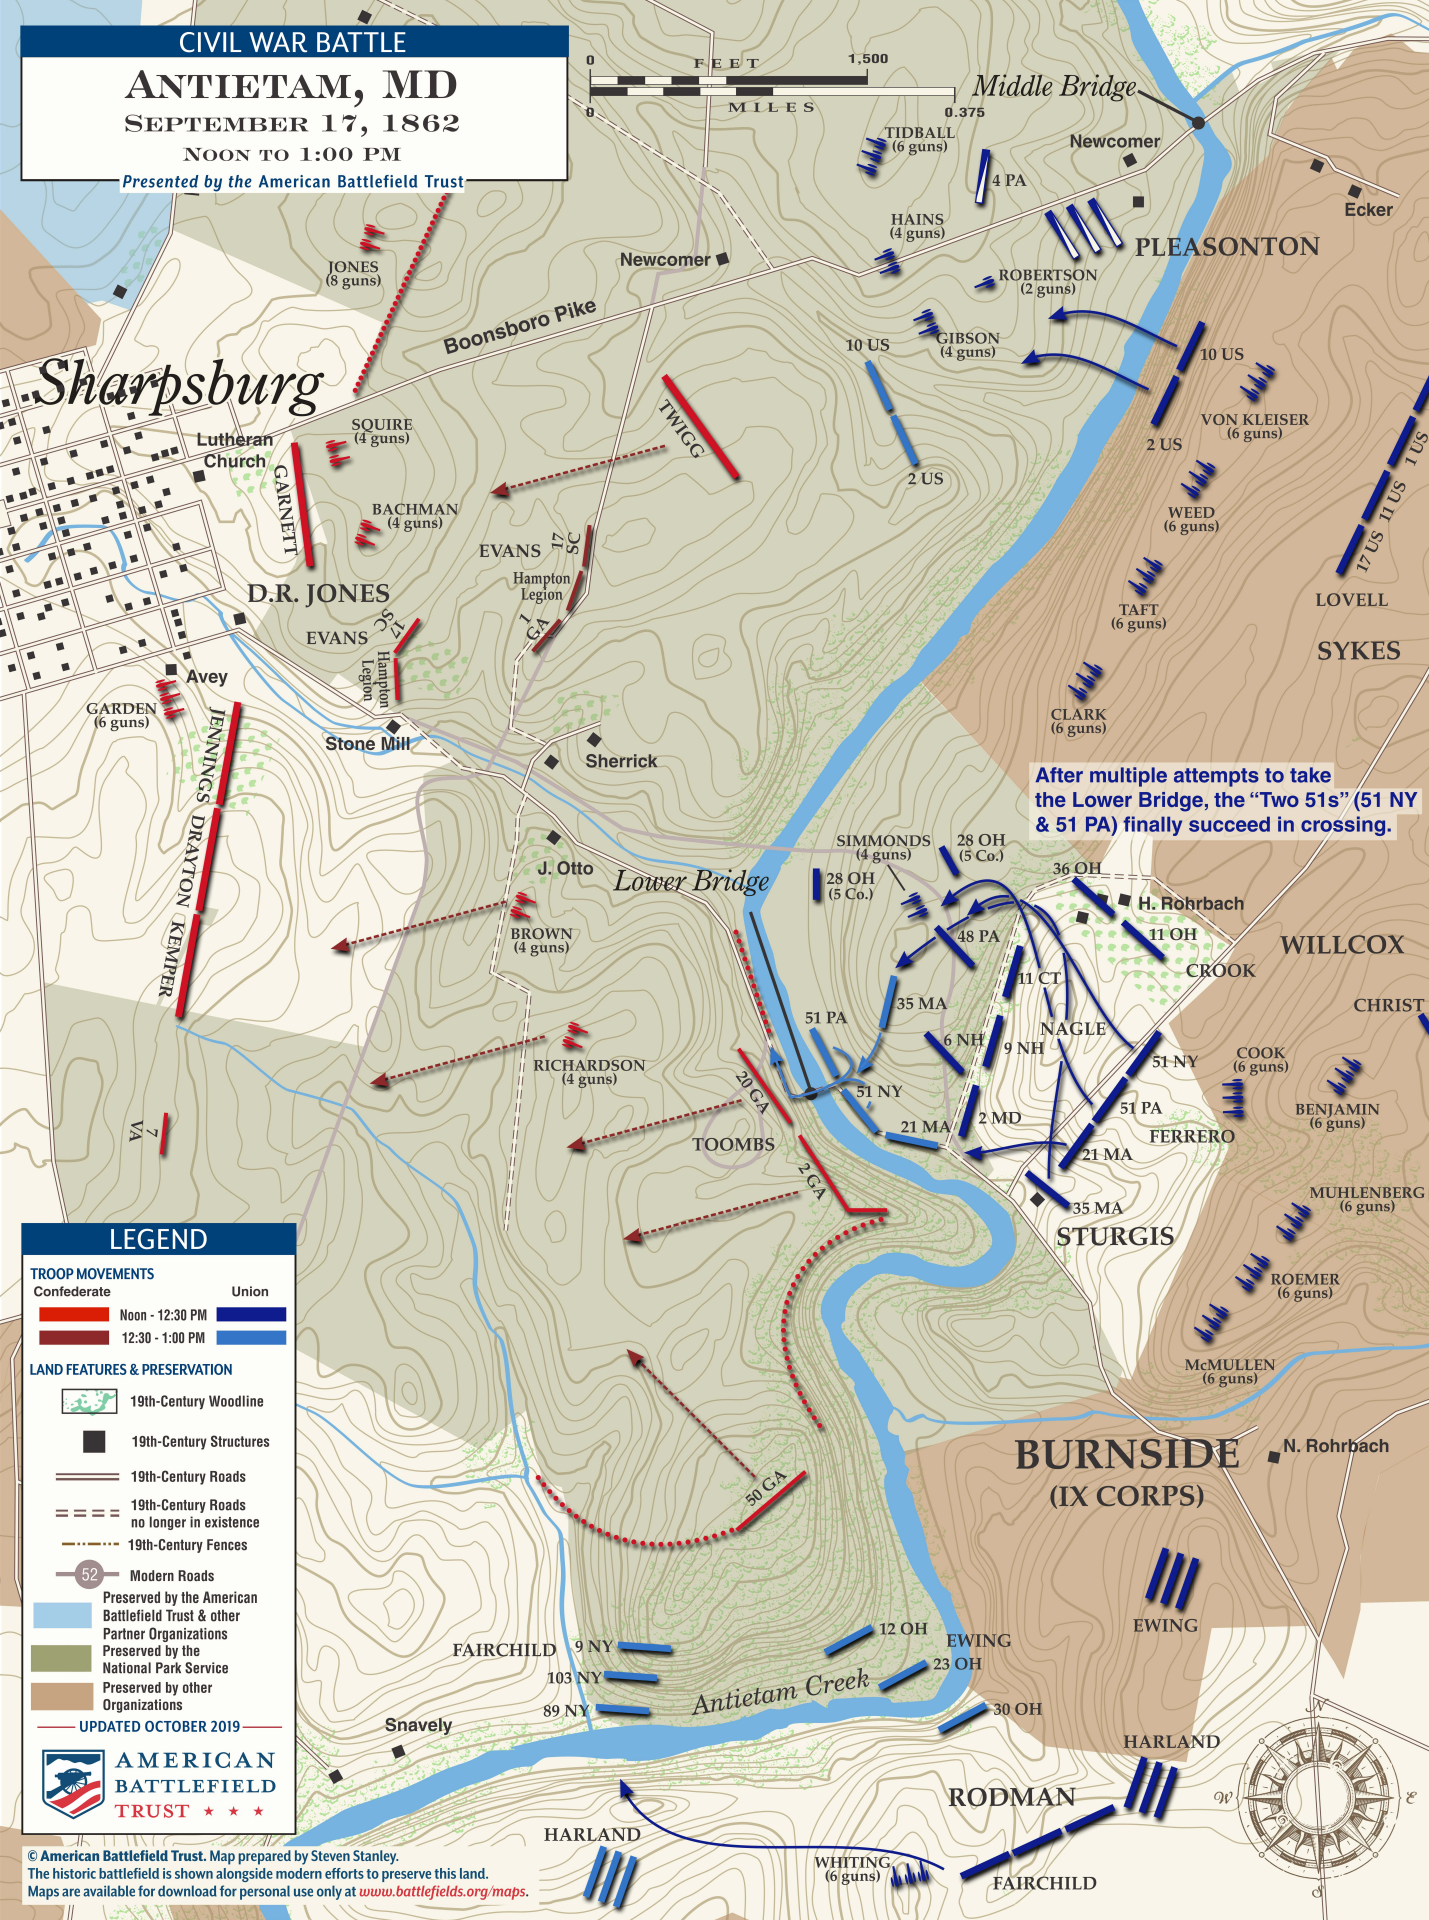 CIVIL WAR BATTLE
ANTIETAM, MD
SEPTEMBER 17, 1862
NOON TO 1:00 PM
Presented by the American Battlefield Trust
0 FEET 1,500
0 MILES 0.375
Middle Bridge
Newcomer
TIDBALL
(6 guns)
4 PA
Ecker
HAINS
(4 guns)
PLEASONTON
JONES
(8 guns)
Newcomer
ROBERTSON
(2 guns)
Boonsboro Pike
GIBSON
(4 guns)
10 US
10 US
Sharpsburg
VON KLEISER
(6 guns)
TWIGG
SQUIRE
(4 guns)
Lutheran
Church
GARNETT
2 US
1 US
2 US
11 US
BACHMAN
(4 guns)
WEED
(6 guns)
EVANS
17
SC
17 US
Hampton
Legion
D.R. JONES
LOVELL
TAFT
(6 guns)
1
GA
17
SC
EVANS
SYKES
Hampton
Legion
Avey
GARDEN
(6 guns)
CLARK
(6 guns)
JENNINGS
Stone Mill
Sherrick
After multiple attempts to take
the Lower Bridge, the “Two 51s” (51 NY
& 51 PA) finally succeed in crossing.
DRAYTON
SIMMONDS
(4 guns)
28 OH
(5 Co.)
J. Otto
Lower Bridge
28 OH
(5 Co.)
36 OH
H. Rohrbach
BROWN
(4 guns)
48 PA
11 OH
WILLCOX
KEMPER
CROOK
11 CT
35 MA
CHRIST
51 PA
NAGLE
6 NH
9 NH
51 NY
COOK
(6 guns)
RICHARDSON
(4 guns)
20 GA
51 NY
BENJAMIN
(6 guns)
51 PA
7
VA
TOOMBS
21 MA
2 MD
FERRERO
21 MA
2 GA
35 MA
MUHLENBERG
(6 guns)
STURGIS
ROEMER
(6 guns)
McMULLEN
(6 guns)
LEGEND
TROOP MOVEMENTS
Confederate Union
Noon - 12:30 PM
12:30 - 1:00 PM
LAND FEATURES & PRESERVATION
19th-Century Woodline
19th-Century Structures
19th-Century Roads
19th-Century Roads
no longer in existence
19th-Century Fences
52 Modern Roads
Preserved by the American
Battlefield Trust & other
Partner Organizations
Preserved by the
National Park Service
Preserved by other
Organizations
UPDATED OCTOBER 2019
AMERICAN
BATTLEFIELD
TRUST
BURNSIDE
(IX CORPS)
N. Rohrbach
50 GA
EWING
12 OH
FAIRCHILD
9 NY
EWING
23 OH
103 NY
Antietam Creek
89 NY
30 OH
Snavely
HARLAND
RODMAN
HARLAND
WHITING
(6 guns)
FAIRCHILD
N
W
E
S
© American Battlefield Trust. Map prepared by Steven Stanley.
The historic battlefield is shown alongside modern efforts to preserve this land.
Maps are available for download for personal use only at www.battlefields.org/maps.